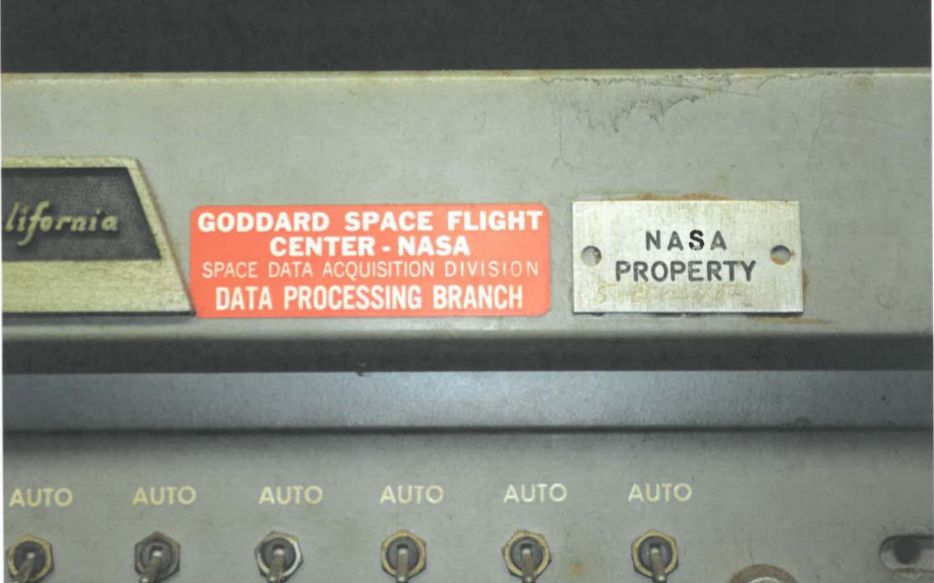 lifornia
GODDARD SPACE FLIGHT
CENTER - NASA
SPACE DATA ACQUISITION DIVISION
DATA PROCESSING BRANCH
NASA
PROPERTY
AUTO AUTO AUTO AUTO AUTO AUTO